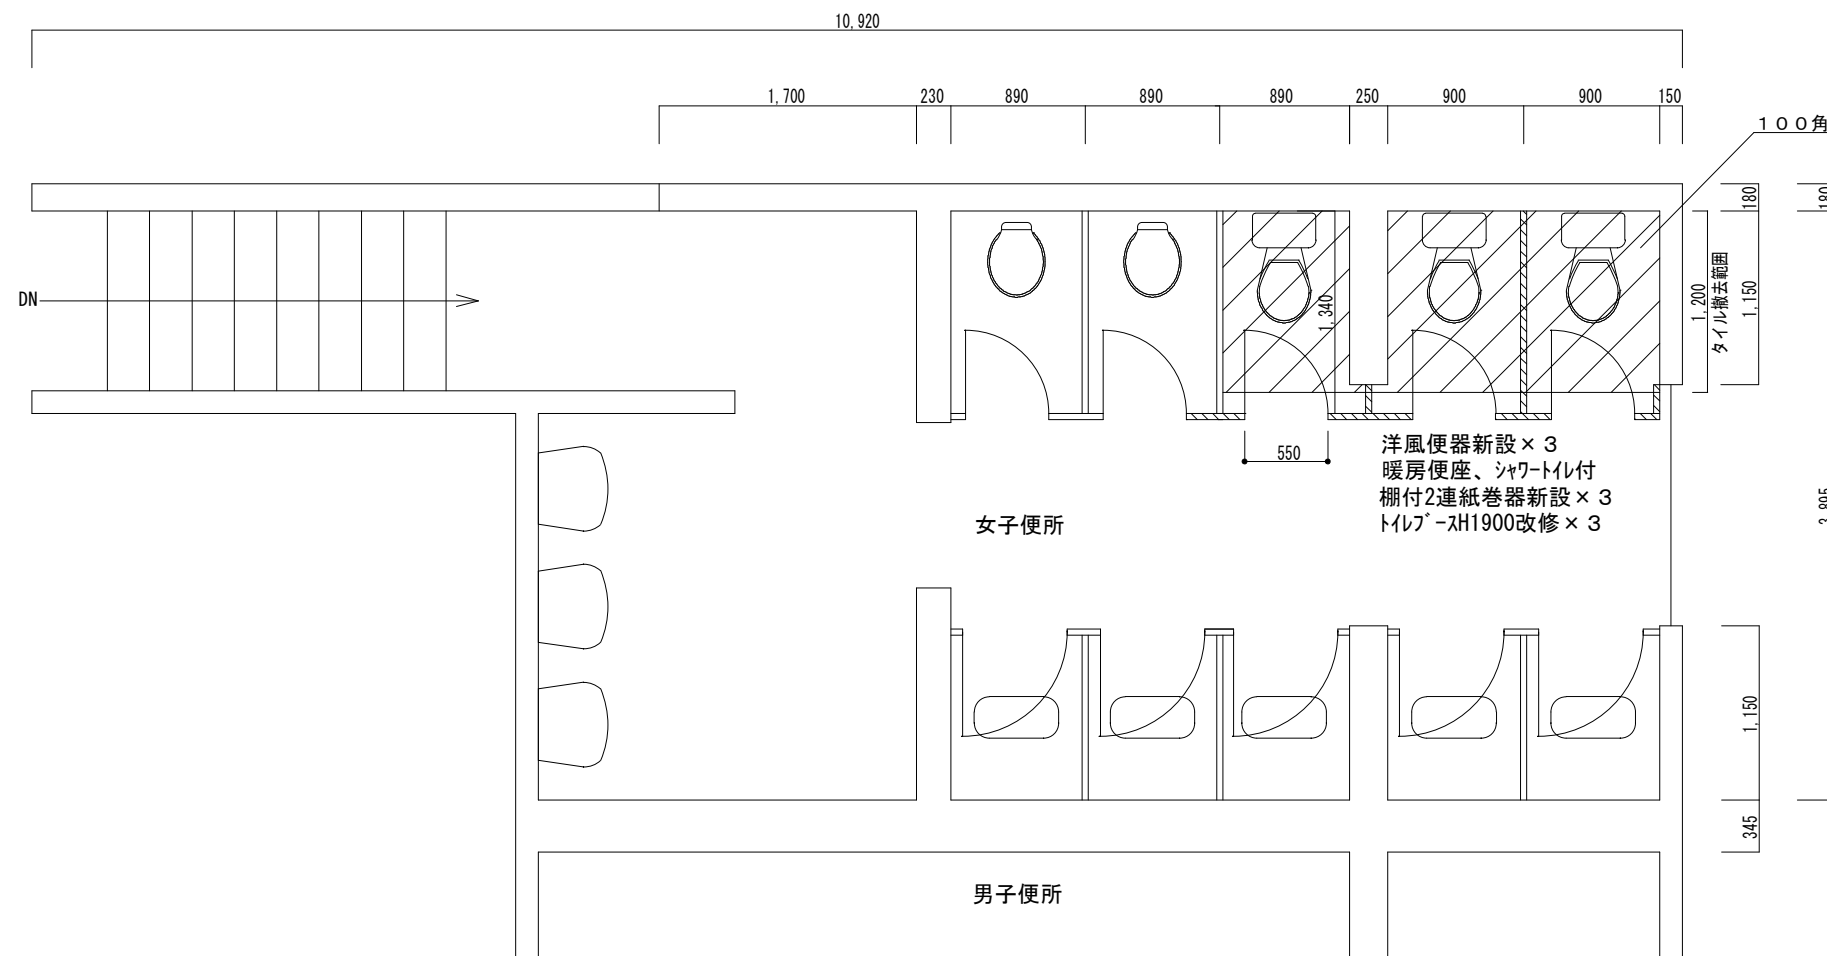 10,920
1,700
230
890
890
890
250
900
900
150
100角
180
180
DN
1,340
1,200
タイル撤去範囲
1,150
550
洋風便器新設×3
暖房便座、シャワートイレ付
棚付2連紙巻器新設×3
トイレブースH1900改修×3
女子便所
3,895
1,150
345
男子便所